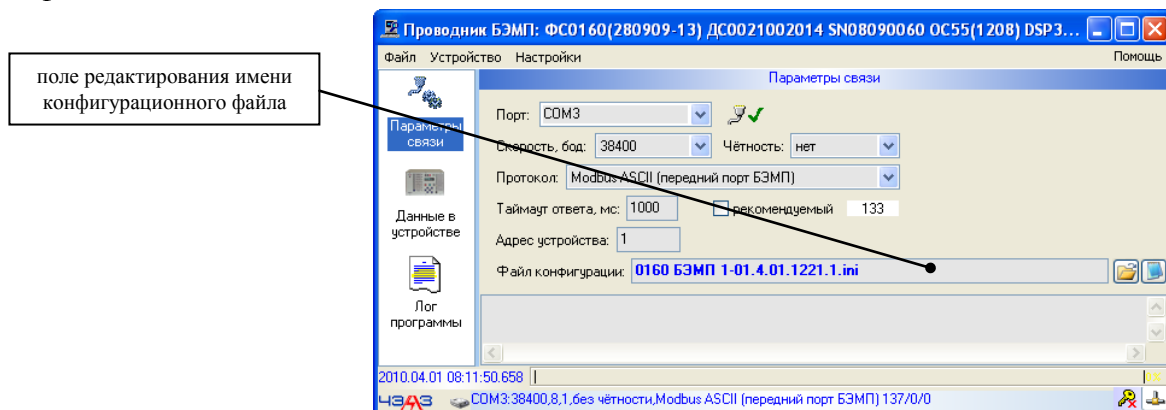 поле редактирования имени
конфигурационного файла
Проводник БЭМП: ФС0160(280909-13) ДС0021002014 SN08090060 ОС55(1208) DSP3...
Файл Устройство Настройки Помощь
Параметры связи
Параметры
связи
Порт: COM3
Скорость, бод: 38400 Чётность: нет
Протокол: Modbus ASCII (передний порт БЭМП)
Таймаут ответа, мс: 1000 рекомендуемый 133
Данные в
устройстве
Адрес устройства: 1
Файл конфигурации: 0160 БЭМП 1-01.4.01.1221.1.ini
Лог
программы
2010.04.01 08:11:50.658
ЧЭАЗ COM3:38400,8,1,без чётности,Modbus ASCII (передний порт БЭМП) 137/0/0